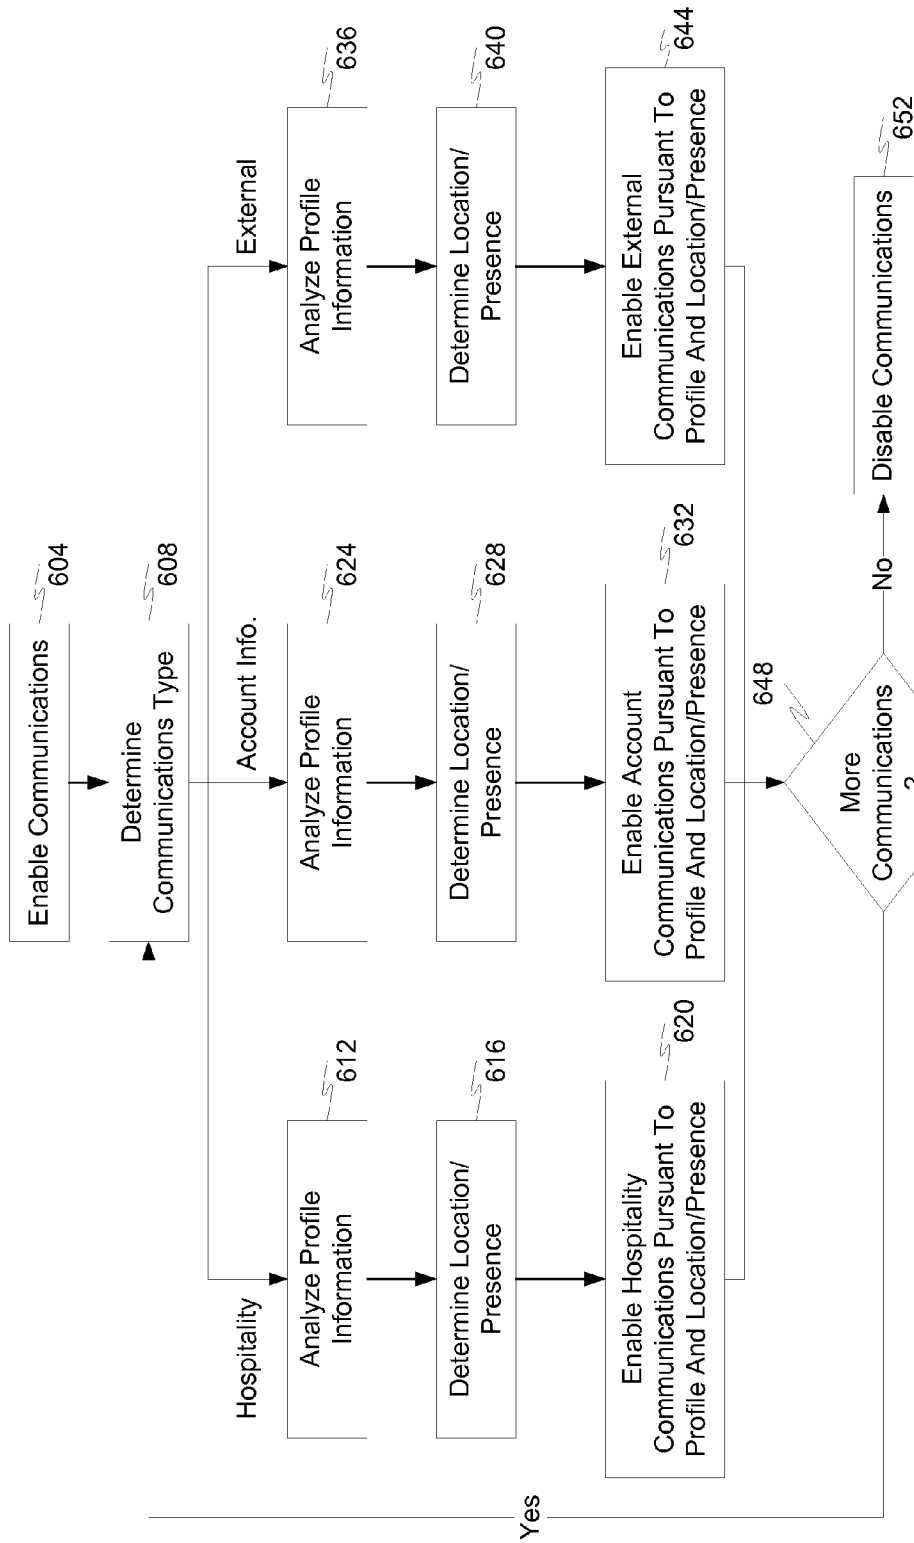 Enable Communications
604
Determine
Communications Type
608
Hospitality
Account Info.
External
Analyze Profile
Information
612
Analyze Profile
Information
624
Analyze Profile
Information
636
Determine Location/
Presence
616
Determine Location/
Presence
628
Determine Location/
Presence
640
Enable Hospitality
Communications Pursuant To
Profile And Location/Presence
620
Enable Account
Communications Pursuant To
Profile And Location/Presence
632
Enable External
Communications Pursuant To
Profile And Location/Presence
644
648
More
Communications
?
Yes
No
Disable Communications
652